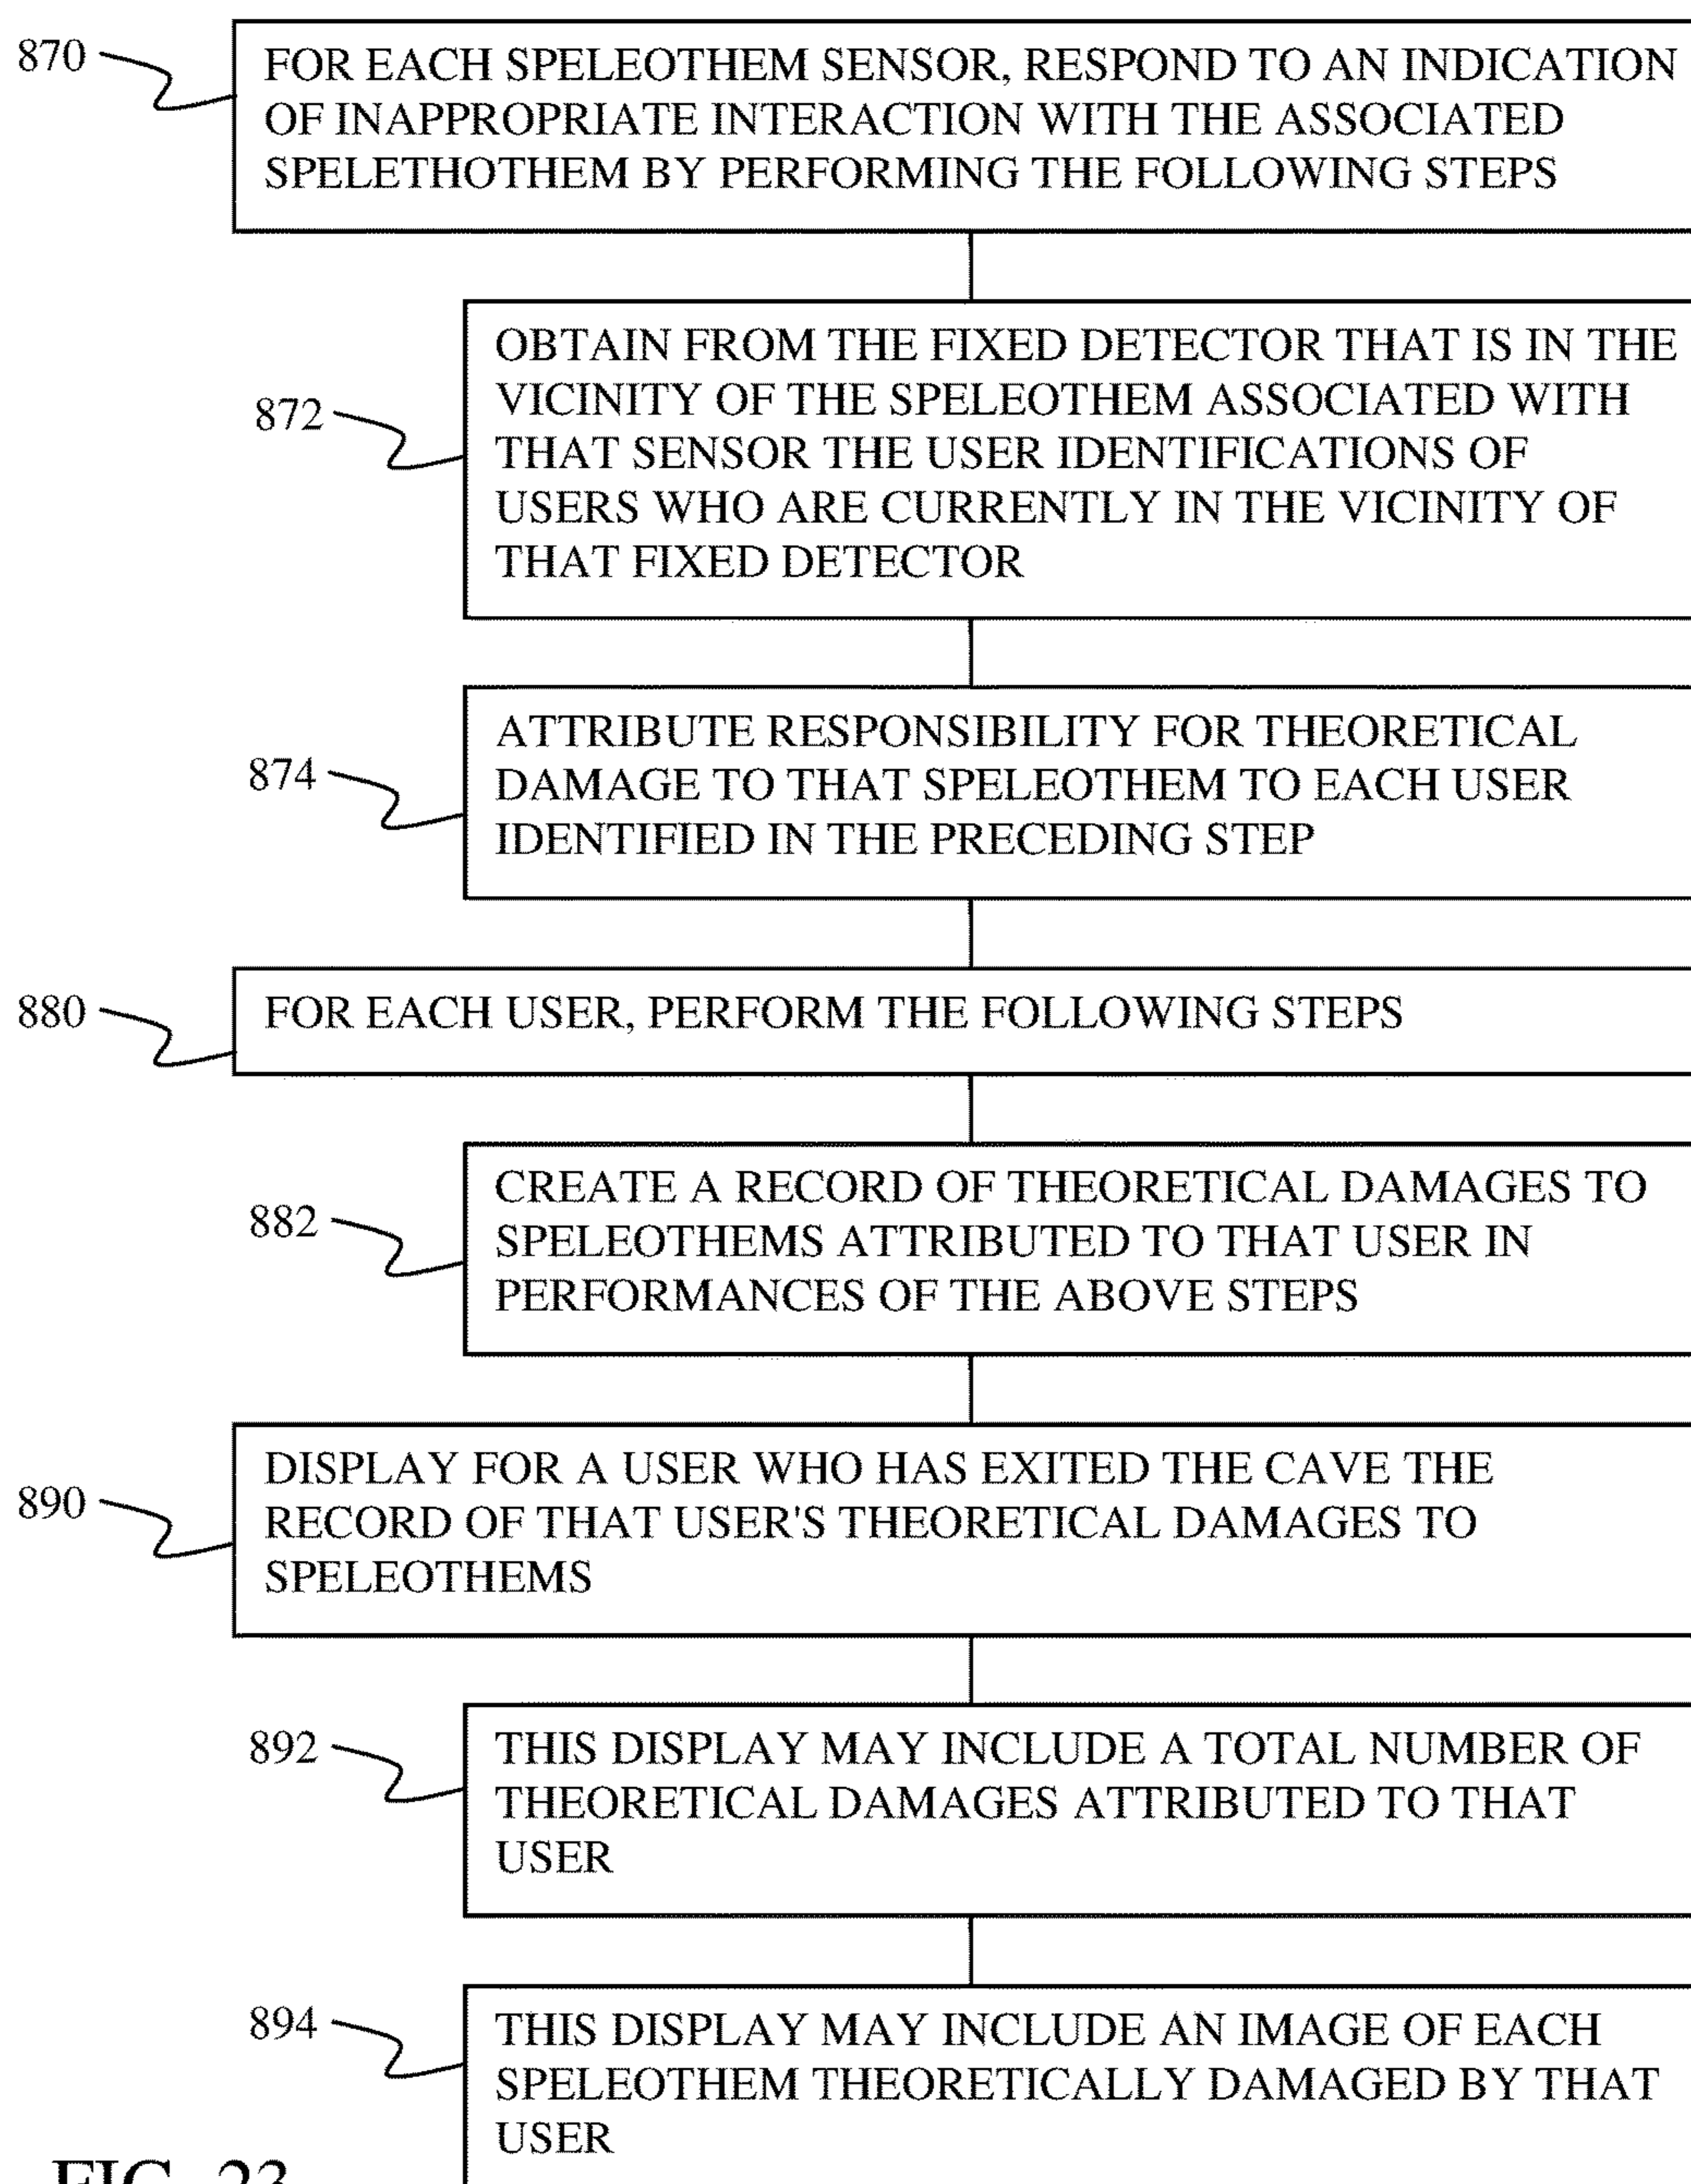 870
FOR EACH SPELEOTHEM SENSOR, RESPOND TO AN INDICATION
OF INAPPROPRIATE INTERACTION WITH THE ASSOCIATED
SPELETHOTHEM BY PERFORMING THE FOLLOWING STEPS
872
OBTAIN FROM THE FIXED DETECTOR THAT IS IN THE
VICINITY OF THE SPELEOTHEM ASSOCIATED WITH
THAT SENSOR THE USER IDENTIFICATIONS OF
USERS WHO ARE CURRENTLY IN THE VICINITY OF
THAT FIXED DETECTOR
874
ATTRIBUTE RESPONSIBILITY FOR THEORETICAL
DAMAGE TO THAT SPELEOTHEM TO EACH USER
IDENTIFIED IN THE PRECEDING STEP
880
FOR EACH USER, PERFORM THE FOLLOWING STEPS
882
CREATE A RECORD OF THEORETICAL DAMAGES TO
SPELEOTHEMS ATTRIBUTED TO THAT USER IN
PERFORMANCES OF THE ABOVE STEPS
890
DISPLAY FOR A USER WHO HAS EXITED THE CAVE THE
RECORD OF THAT USER'S THEORETICAL DAMAGES TO
SPELEOTHEMS
892
THIS DISPLAY MAY INCLUDE A TOTAL NUMBER OF
THEORETICAL DAMAGES ATTRIBUTED TO THAT
USER
894
THIS DISPLAY MAY INCLUDE AN IMAGE OF EACH
SPELEOTHEM THEORETICALLY DAMAGED BY THAT
USER
FIG. 23